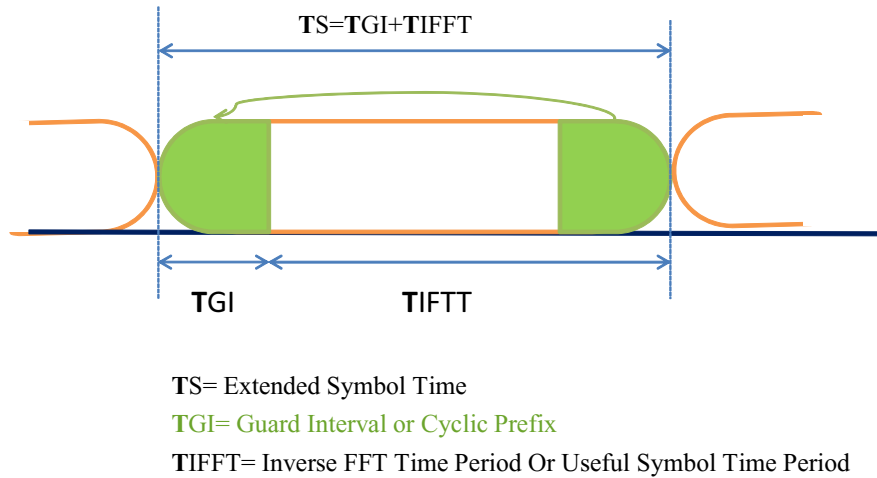 TS=TGI+TIFFT
TGI TIFTT
TS= Extended Symbol Time
TGI= Guard Interval or Cyclic Prefix
TIFFT= Inverse FFT Time Period Or Useful Symbol Time Period